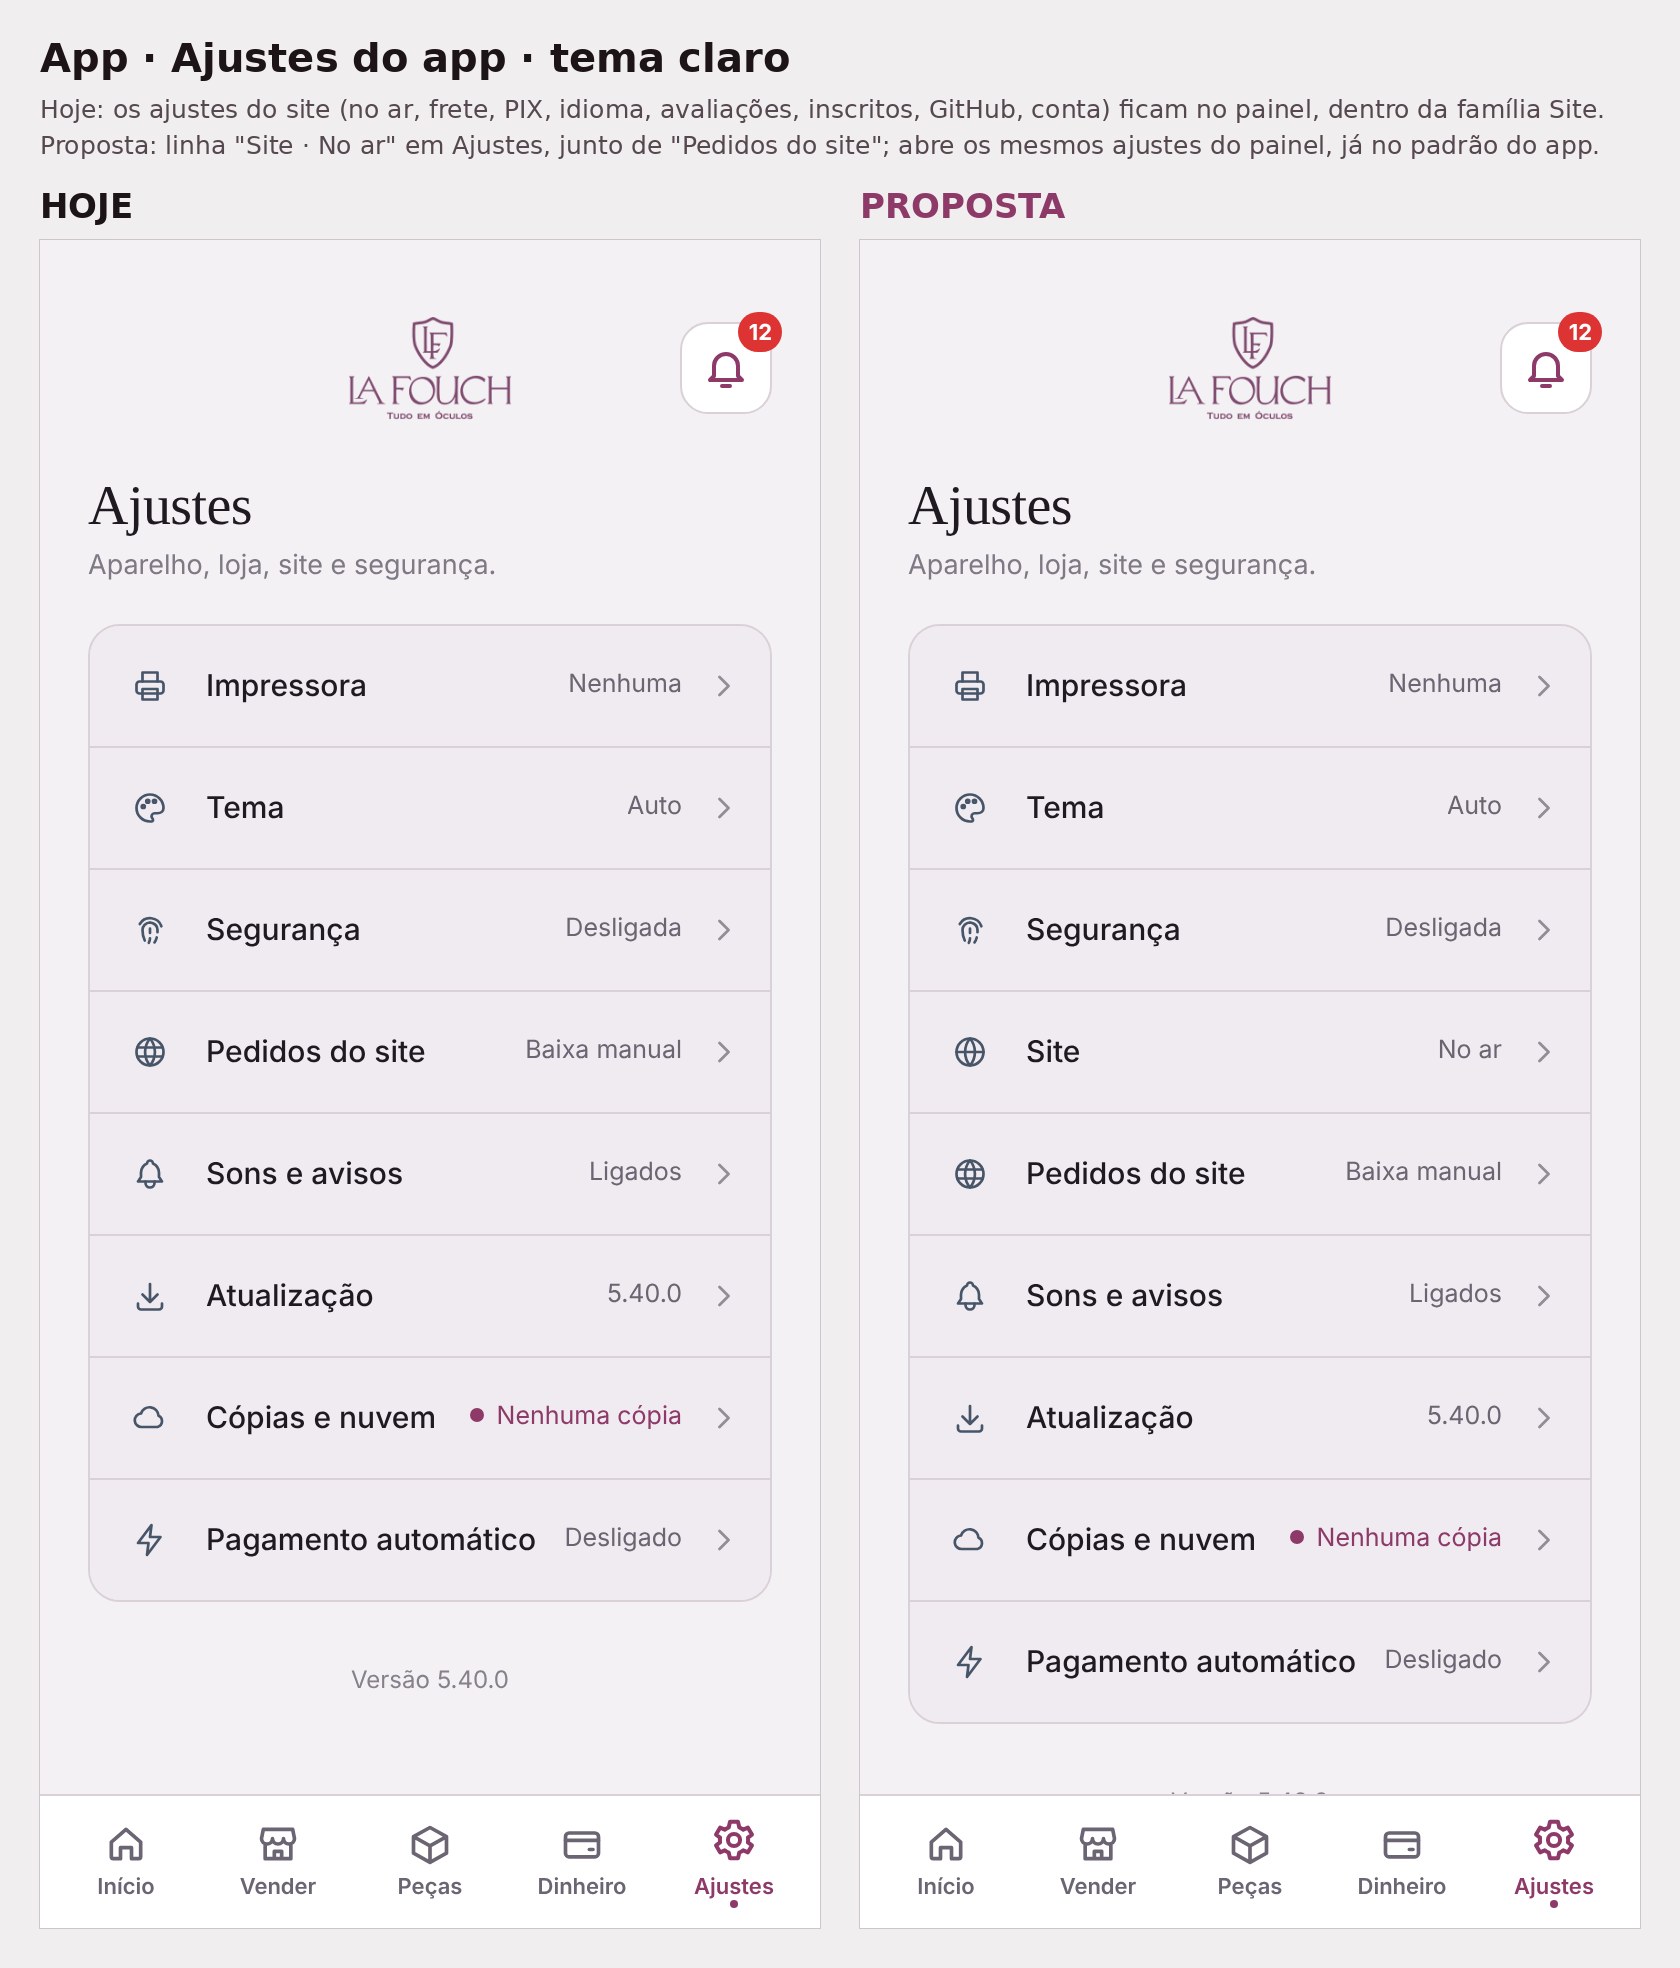 App · Ajustes do app · tema claro
Hoje: os ajustes do site (no ar, frete, PIX, idioma, avaliações, inscritos, GitHub, conta) ficam no painel, dentro da família Site.
Proposta: linha "Site · No ar" em Ajustes, junto de "Pedidos do site"; abre os mesmos ajustes do painel, já no padrão do app.
HOJE
LF
LA FOUCH
TUDO EM ÓCULOS
12
Ajustes
Aparelho, loja, site e segurança.
Impressora Nenhuma
Tema Auto
Segurança Desligada
Pedidos do site Baixa manual
Sons e avisos Ligados
Atualização 5.40.0
Cópias e nuvem Nenhuma cópia
Pagamento automático Desligado
Versão 5.40.0
Início Vender Peças Dinheiro Ajustes
PROPOSTA
LF
LA FOUCH
TUDO EM ÓCULOS
12
Ajustes
Aparelho, loja, site e segurança.
Impressora Nenhuma
Tema Auto
Segurança Desligada
Site No ar
Pedidos do site Baixa manual
Sons e avisos Ligados
Atualização 5.40.0
Cópias e nuvem Nenhuma cópia
Pagamento automático Desligado
Início Vender Peças Dinheiro Ajustes